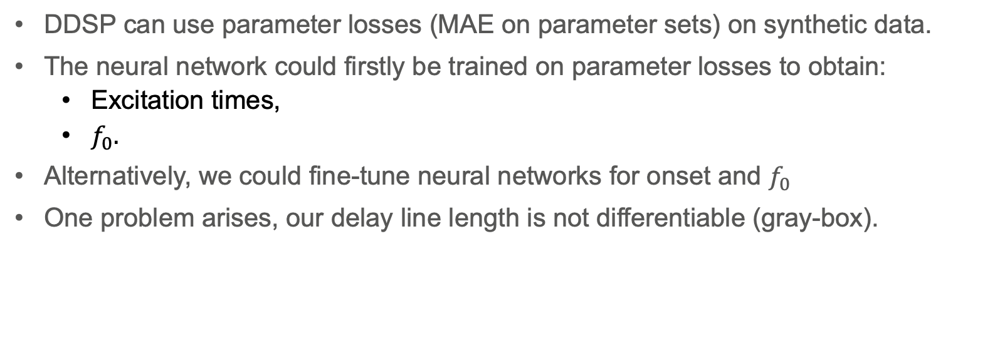 • DDSP can use parameter losses (MAE on parameter sets) on synthetic data.
• The neural network could firstly be trained on parameter losses to obtain:
• Excitation times,
• f₀.
• Alternatively, we could fine-tune neural networks for onset and f₀
• One problem arises, our delay line length is not differentiable (gray-box).